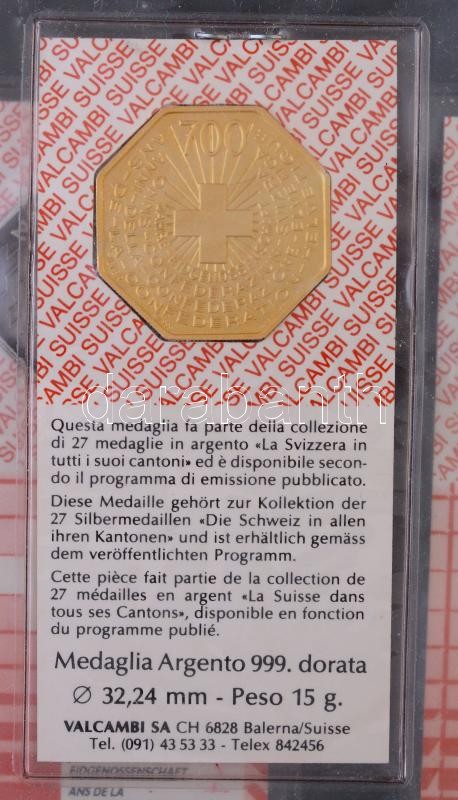 VALCAMBI SUISSE VALCAMBI SUISSE
700
darabanth
Questa medaglia fa parte della collezione
di 27 medaglie in argento «La Svizzera in
tutti i suoi cantoni» ed è disponibile secon-
do il programma di emissione pubblicato.
Diese Medaille gehört zur Kollektion der
27 Silbermedaillen «Die Schweiz in allen
ihren Kantonen» und ist erhältlich gemäss
dem veröffentlichten Programm.
Cette pièce fait partie de la collection de
27 médailles en argent «La Suisse dans
tous ses Cantons», disponible en fonction
du programme publié.
Medaglia Argento 999. dorata
Ø 32,24 mm - Peso 15 g.
VALCAMBI SA CH 6828 Balerna/Suisse
Tel. (091) 43 53 33 - Telex 842456
EIDGENOSSENSCHAFT
ANS DE LA